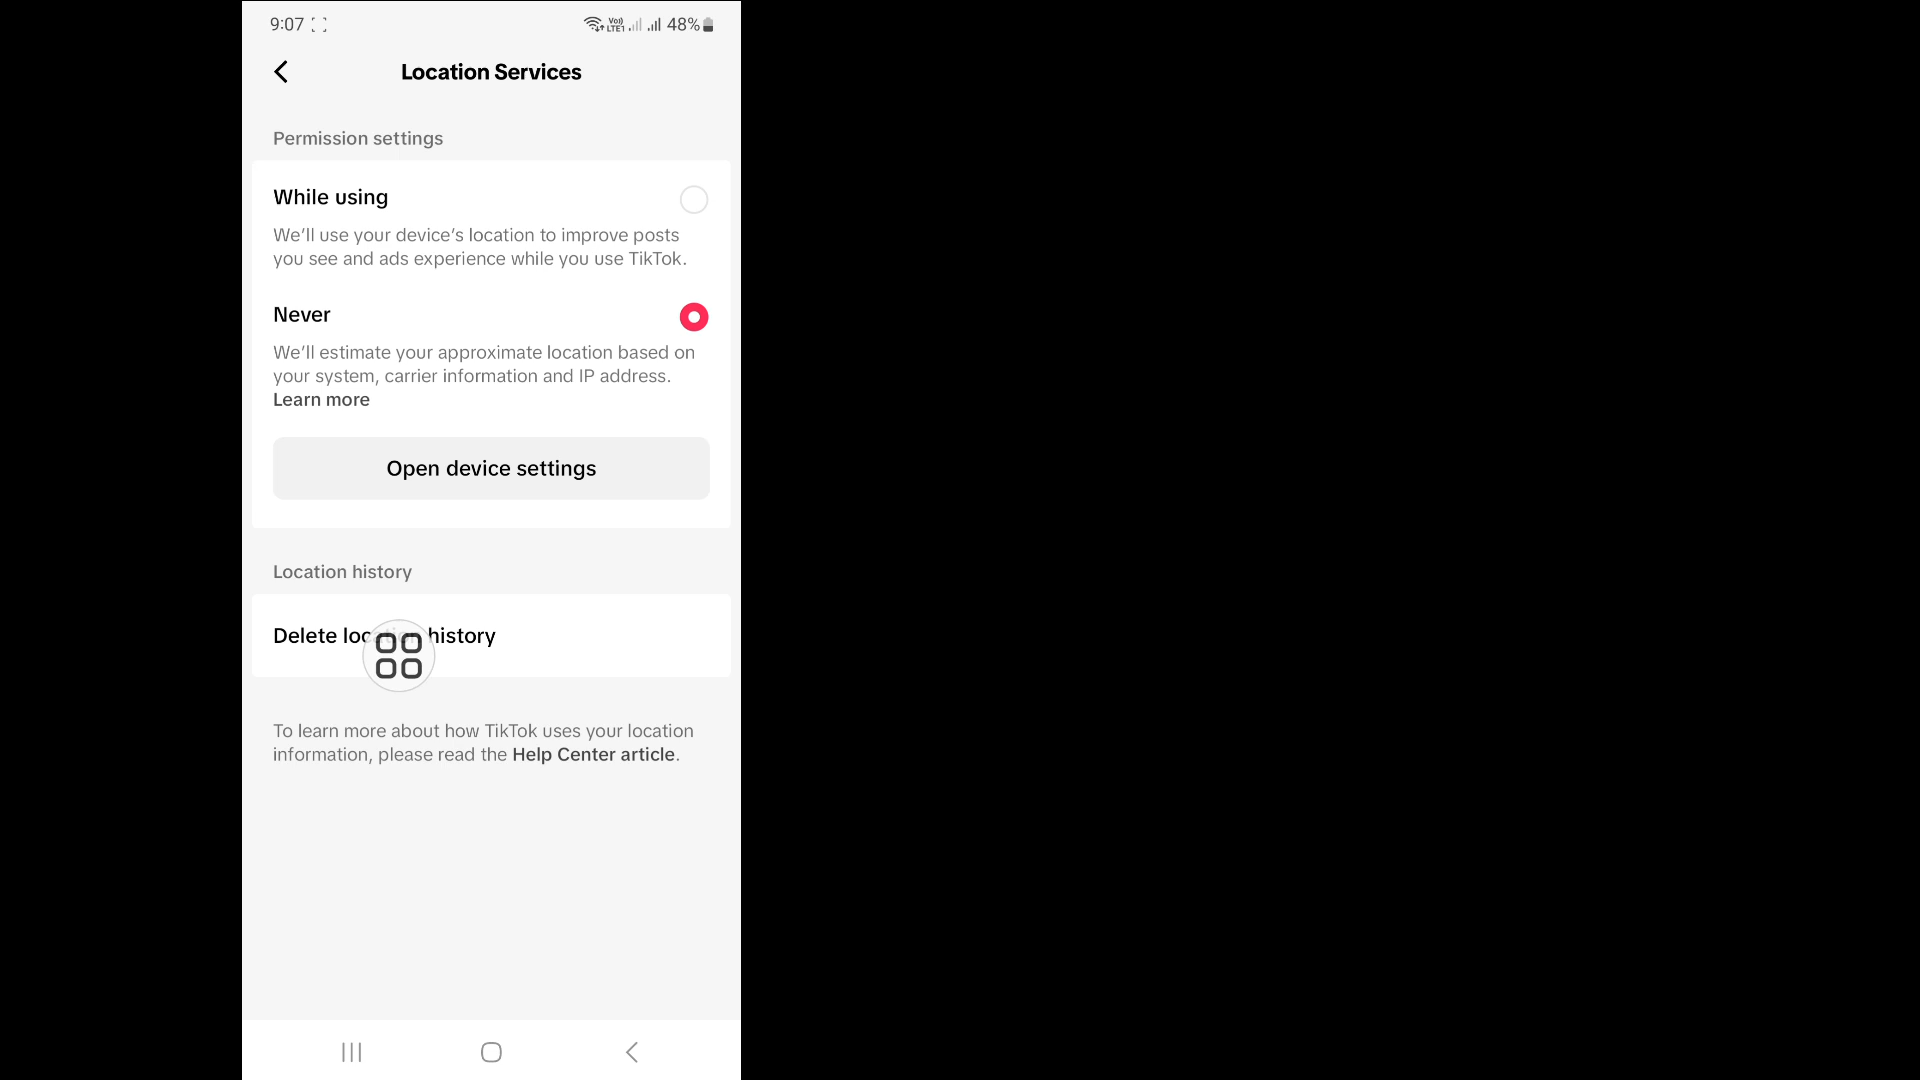 9:07
Vo)) LTE1 48%
Location Services
Permission settings
While using
We’ll use your device’s location to improve posts
you see and ads experience while you use TikTok.
Never
We’ll estimate your approximate location based on
your system, carrier information and IP address.
Learn more
Open device settings
Location history
Delete location history
To learn more about how TikTok uses your location
information, please read the Help Center article.